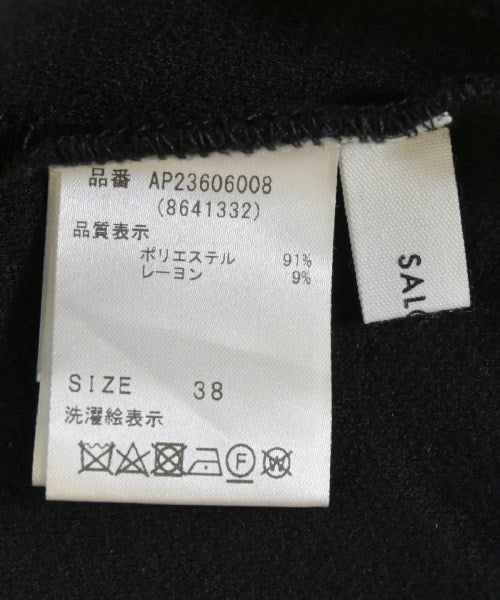 品番 AP23606008
(8641332)
品質表示
ポリエステル 91%
レーヨン 9%
SIZE 38
洗濯絵表示
F W